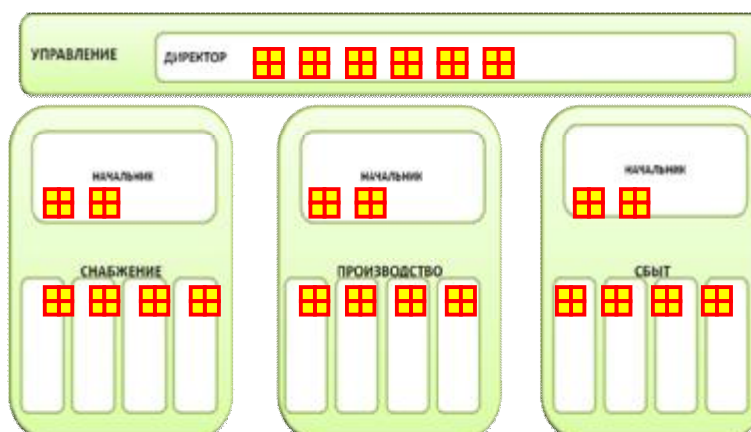 УПРАВЛЕНИЕ
ДИРЕКТОР
НАЧАЛЬНИК
НАЧАЛЬНИК
НАЧАЛЬНИК
СНАБЖЕНИЕ
ПРОИЗВОДСТВО
СБЫТ